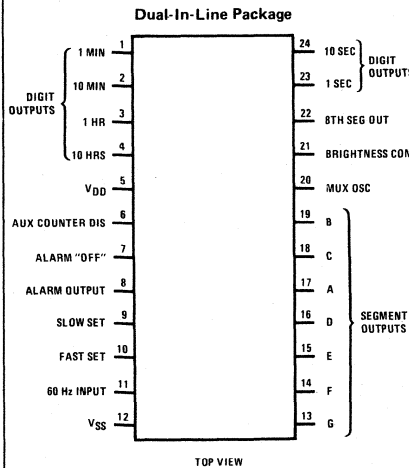 Dual-In-Line Package
1 MIN 1
10 MIN 2
1 HR 3
10 HRS 4
DIGIT
OUTPUTS
VDD 5
AUX COUNTER DIS 6
ALARM "OFF" 7
ALARM OUTPUT 8
SLOW SET 9
FAST SET 10
60 Hz INPUT 11
VSS 12
24 10 SEC
23 1 SEC
DIGIT
OUTPUTS
22 8TH SEG OUT
21 BRIGHTNESS CON
20 MUX OSC
19 B
18 C
17 A
16 D
15 E
14 F
13 G
SEGMENT
OUTPUTS
TOP VIEW